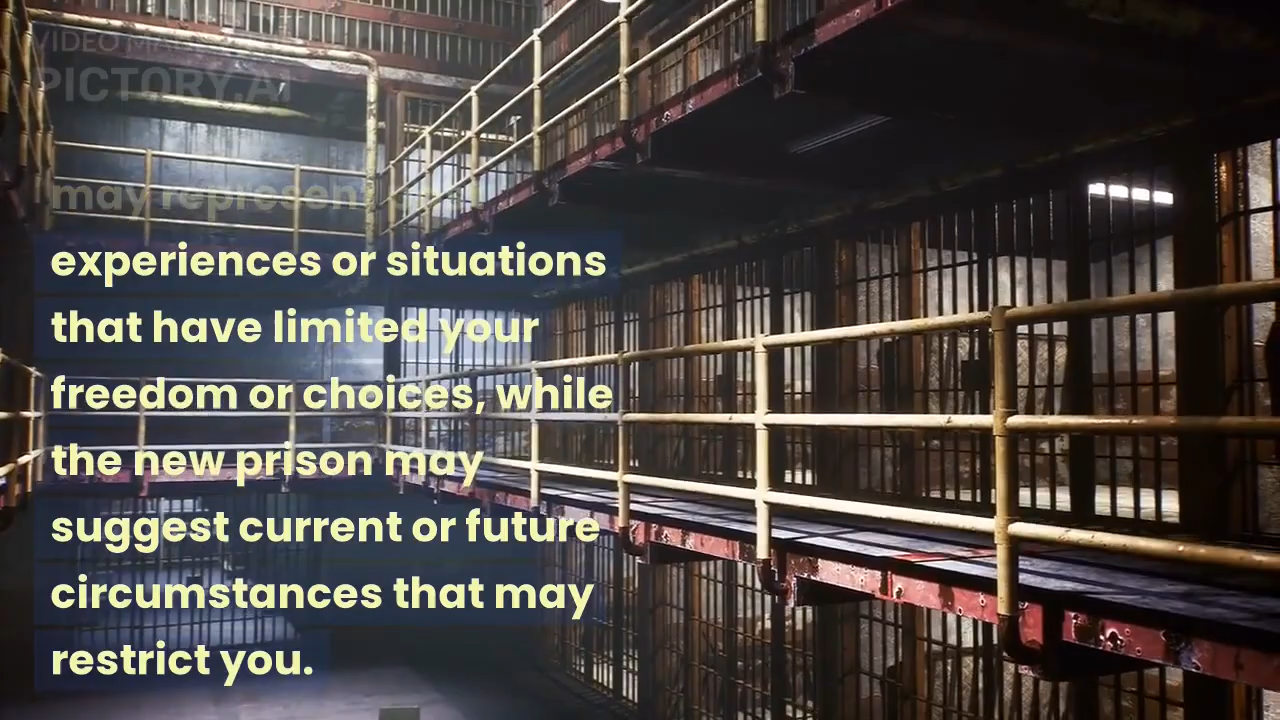 VIDEO MADE
PICTORY.AI
may represent
experiences or situations
that have limited your
freedom or choices, while
the new prison may
suggest current or future
circumstances that may
restrict you.